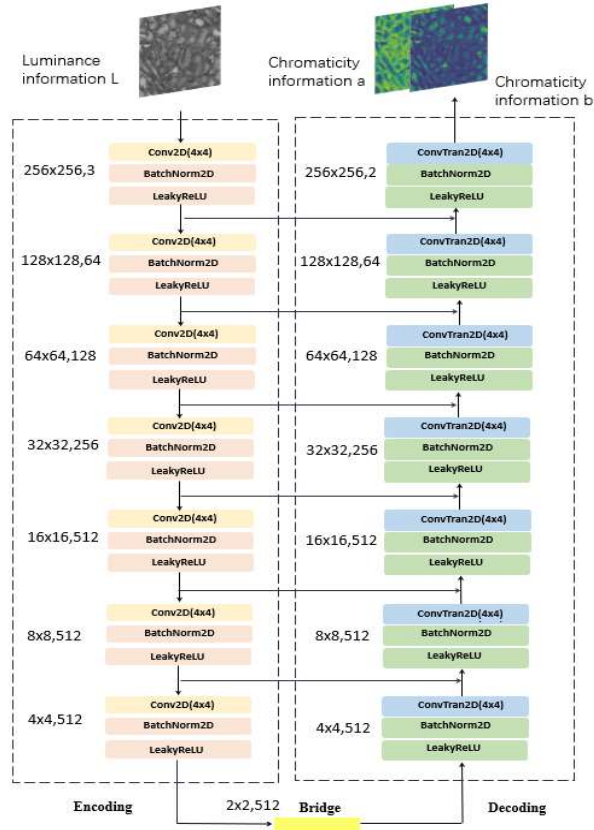 Luminance
information L
Chromaticity
information a
Chromaticity
information b
256x256,3
Conv2D(4x4)
BatchNorm2D
LeakyReLU
128x128,64
Conv2D(4x4)
BatchNorm2D
LeakyReLU
64x64,128
Conv2D(4x4)
BatchNorm2D
LeakyReLU
32x32,256
Conv2D(4x4)
BatchNorm2D
LeakyReLU
16x16,512
Conv2D(4x4)
BatchNorm2D
LeakyReLU
8x8,512
Conv2D(4x4)
BatchNorm2D
LeakyReLU
4x4,512
Conv2D(4x4)
BatchNorm2D
LeakyReLU
Encoding
2x2,512
Bridge
256x256,2
ConvTran2D(4x4)
BatchNorm2D
LeakyReLU
128x128,64
ConvTran2D(4x4)
BatchNorm2D
LeakyReLU
64x64,128
ConvTran2D(4x4)
BatchNorm2D
LeakyReLU
32x32,256
ConvTran2D(4x4)
BatchNorm2D
LeakyReLU
16x16,512
ConvTran2D(4x4)
BatchNorm2D
LeakyReLU
8x8,512
ConvTran2D(4x4)
BatchNorm2D
LeakyReLU
4x4,512
ConvTran2D(4x4)
BatchNorm2D
LeakyReLU
Decoding